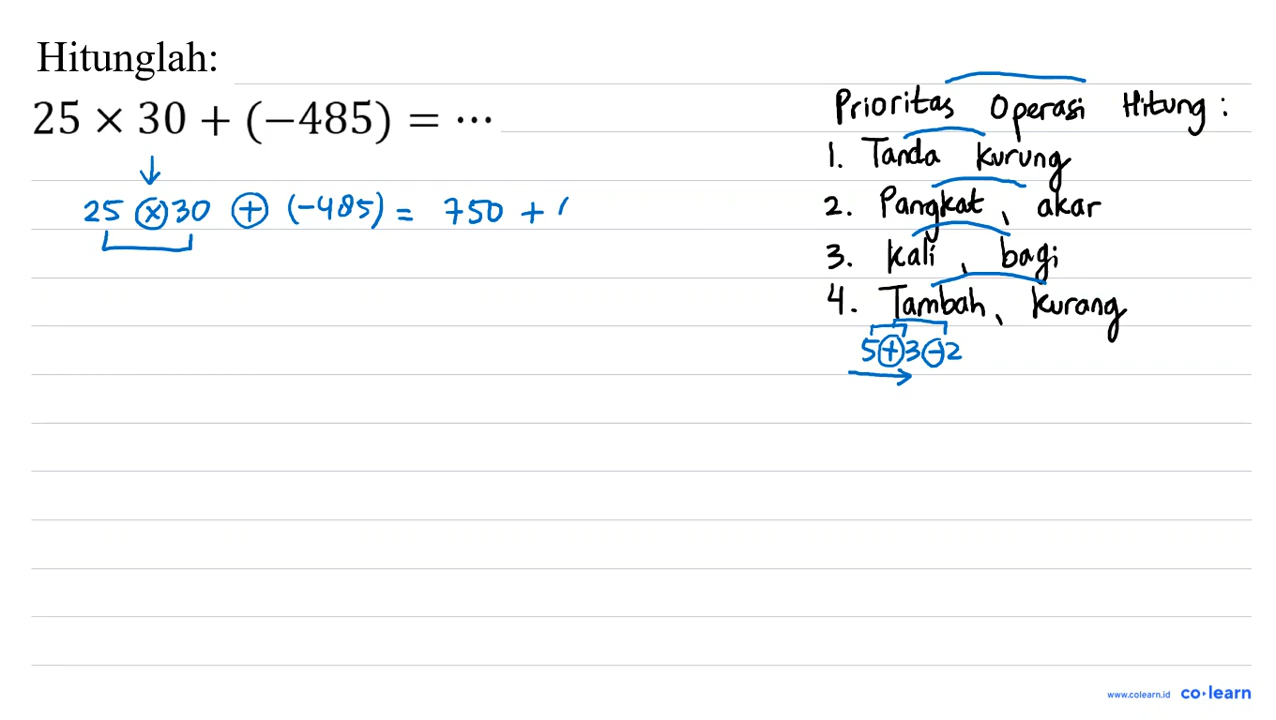 Hitunglah:
25 × 30 + (−485) = ⋯
25 × 30 + (-485) = 750 + (
Prioritas Operasi Hitung :
1. Tanda kurung
2. Pangkat, akar
3. kali, bagi
4. Tambah, kurang
5+3-2
www.colearn.id co·learn